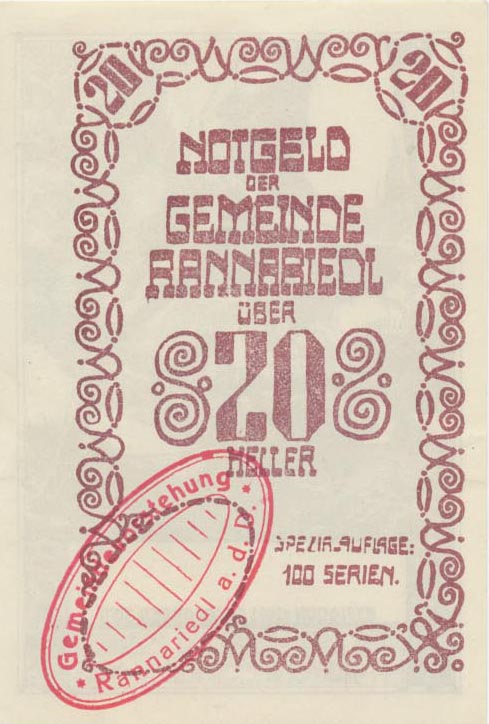 20 20
NOTGELD
DER
GEMEINDE
RANNARIEDL
ÜBER
20
HELLER
SPEZIALAUFLAGE:
100 SERIEN.
Gemeindevorstehung
* Rannariedl a. d. D. *